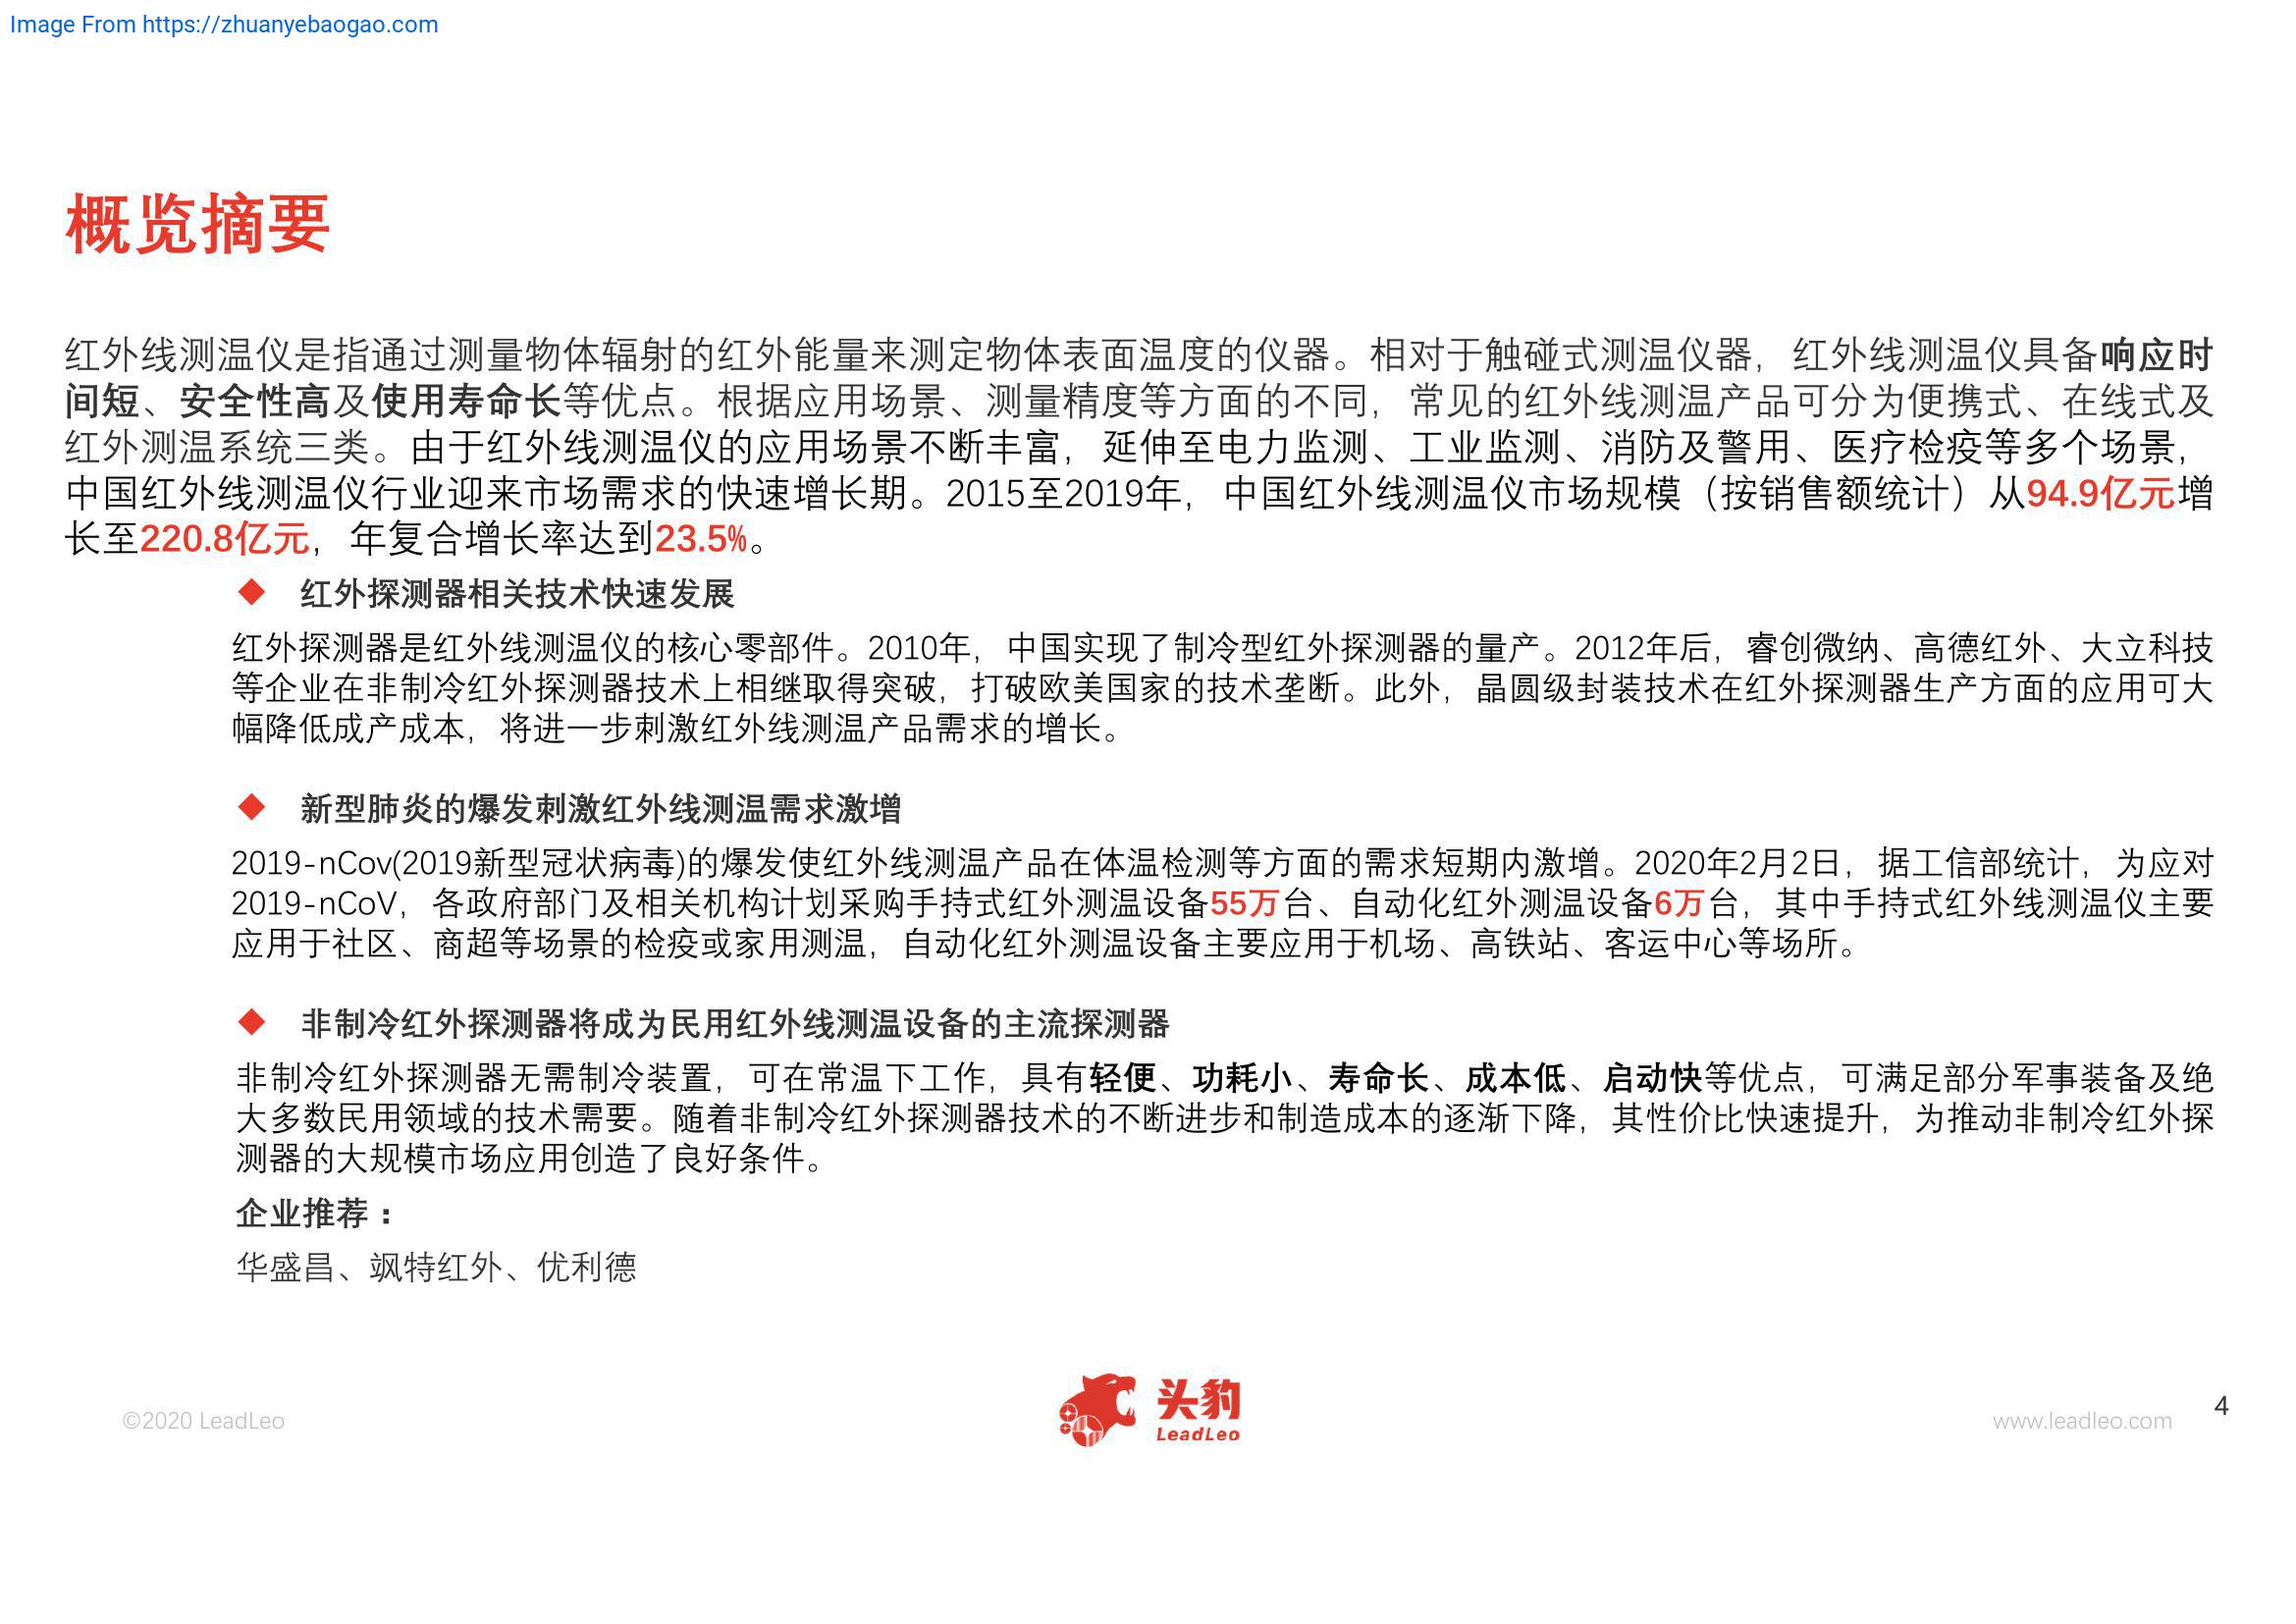 Image From https://zhuanyebaogao.com
概览摘要
红外线测温仪是指通过测量物体辐射的红外能量来测定物体表面温度的仪器。相对于触碰式测温仪器，红外线测温仪具备响应时
间短、安全性高及使用寿命长等优点。根据应用场景、测量精度等方面的不同，常见的红外线测温产品可分为便携式、在线式及
红外测温系统三类。由于红外线测温仪的应用场景不断丰富，延伸至电力监测、工业监测、消防及警用、医疗检疫等多个场景，
中国红外线测温仪行业迎来市场需求的快速增长期。2015至2019年，中国红外线测温仪市场规模（按销售额统计）从94.9亿元增
长至220.8亿元，年复合增长率达到23.5%。
◆ 红外探测器相关技术快速发展
红外探测器是红外线测温仪的核心零部件。2010年，中国实现了制冷型红外探测器的量产。2012年后，睿创微纳、高德红外、大立科技
等企业在非制冷红外探测器技术上相继取得突破，打破欧美国家的技术垄断。此外，晶圆级封装技术在红外探测器生产方面的应用可大
幅降低成产成本，将进一步刺激红外线测温产品需求的增长。
◆ 新型肺炎的爆发刺激红外线测温需求激增
2019-nCov(2019新型冠状病毒)的爆发使红外线测温产品在体温检测等方面的需求短期内激增。2020年2月2日，据工信部统计，为应对
2019-nCoV，各政府部门及相关机构计划采购手持式红外测温设备55万台、自动化红外测温设备6万台，其中手持式红外线测温仪主要
应用于社区、商超等场景的检疫或家用测温，自动化红外测温设备主要应用于机场、高铁站、客运中心等场所。
◆ 非制冷红外探测器将成为民用红外线测温设备的主流探测器
非制冷红外探测器无需制冷装置，可在常温下工作，具有轻便、功耗小、寿命长、成本低、启动快等优点，可满足部分军事装备及绝
大多数民用领域的技术需要。随着非制冷红外探测器技术的不断进步和制造成本的逐渐下降，其性价比快速提升，为推动非制冷红外探
测器的大规模市场应用创造了良好条件。
企业推荐：
华盛昌、飒特红外、优利德
©2020 LeadLeo
头豹
LeadLeo
www.leadleo.com
4